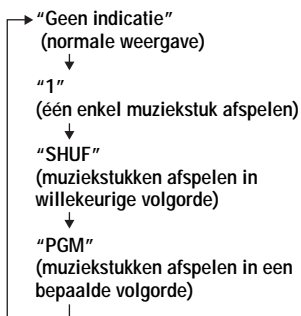 “Geen indicatie”
(normale weergave)
“1”
(één enkel muziekstuk afspelen)
“SHUF”
(muziekstukken afspelen in
willekeurige volgorde)
“PGM”
(muziekstukken afspelen in een
bepaalde volgorde)